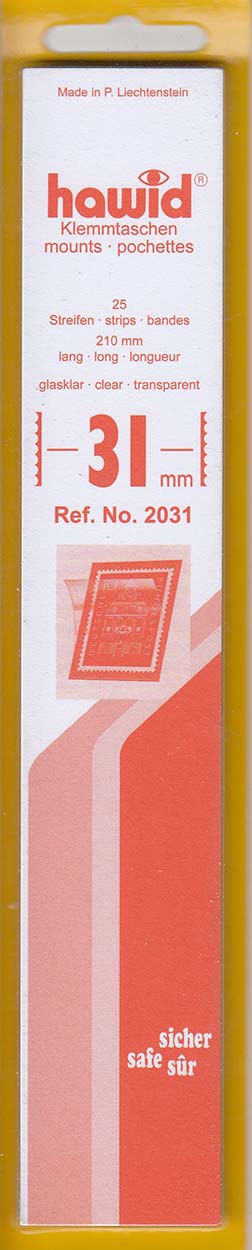 Made in P. Liechtenstein
hawid®
Klemmtaschen
mounts · pochettes
25
Streifen · strips · bandes
210 mm
lang · long · longueur
glasklar · clear · transparent
31 mm
Ref. No. 2031
sicher
safe
sûr